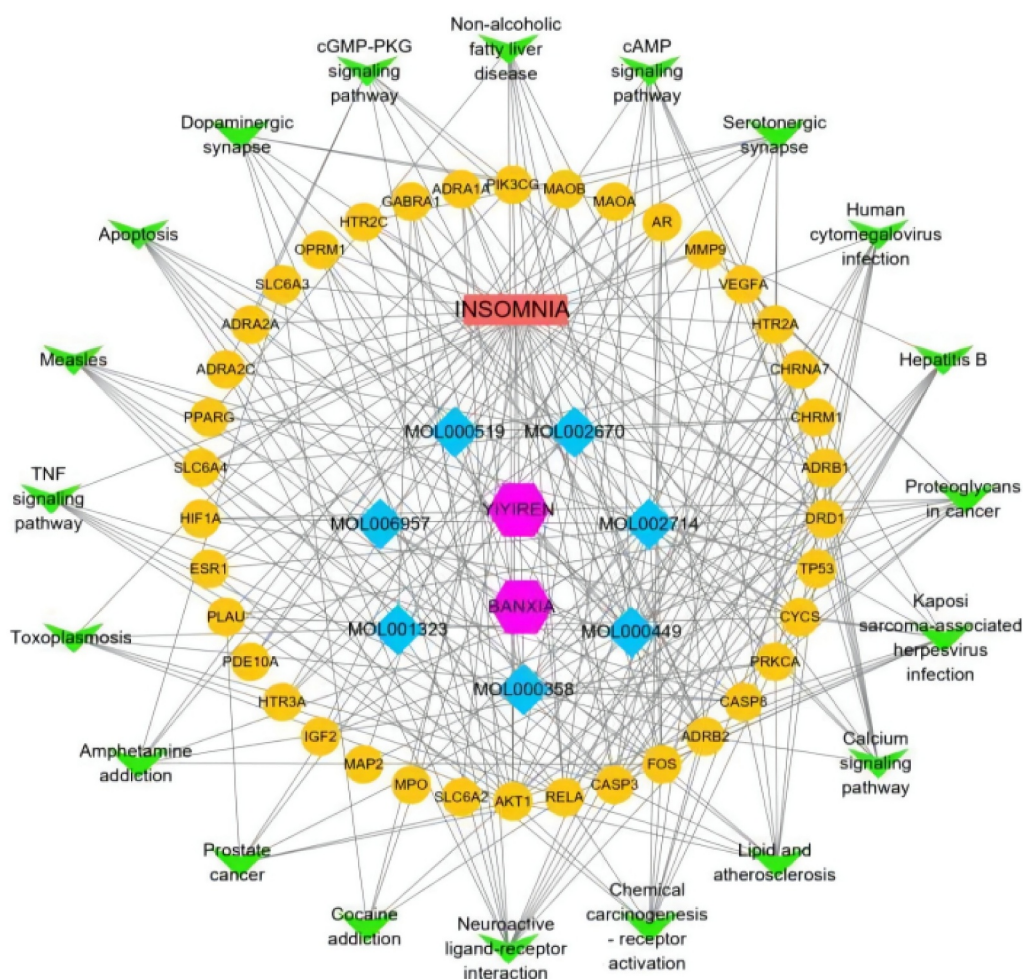 Non-alcoholic
fatty liver
disease
cGMP-PKG
signaling
pathway
cAMP
signaling
pathway
Dopaminergic
synapse
Serotonergic
synapse
Apoptosis
Human
cytomegalovirus
infection
Measles
Hepatitis B
TNF
signaling
pathway
Proteoglycans
in cancer
Toxoplasmosis
Kaposi
sarcoma-associated
herpesvirus
infection
Amphetamine
addiction
Calcium
signaling
pathway
Prostate
cancer
Lipid and
atherosclerosis
Cocaine
addiction
Neuroactive
ligand-receptor
interaction
Chemical
carcinogenesis
- receptor
activation
PIK3CG
MAOB
MAOA
AR
MMP9
VEGFA
HTR2A
CHRNA7
CHRM1
ADRB1
DRD1
TP53
CYCS
PRKCA
CASP8
ADRB2
FOS
CASP3
RELA
AKT1
SLC6A2
MPO
MAP2
IGF2
HTR3A
PDE10A
PLAU
ESR1
HIF1A
SLC6A4
PPARG
ADRA2C
ADRA2A
SLC6A3
OPRM1
HTR2C
GABRA1
ADRA1A
INSOMNIA
MOL000519
MOL002670
MOL006957
YIYIREN
MOL002714
BANXIA
MOL001323
MOL000449
MOL000358